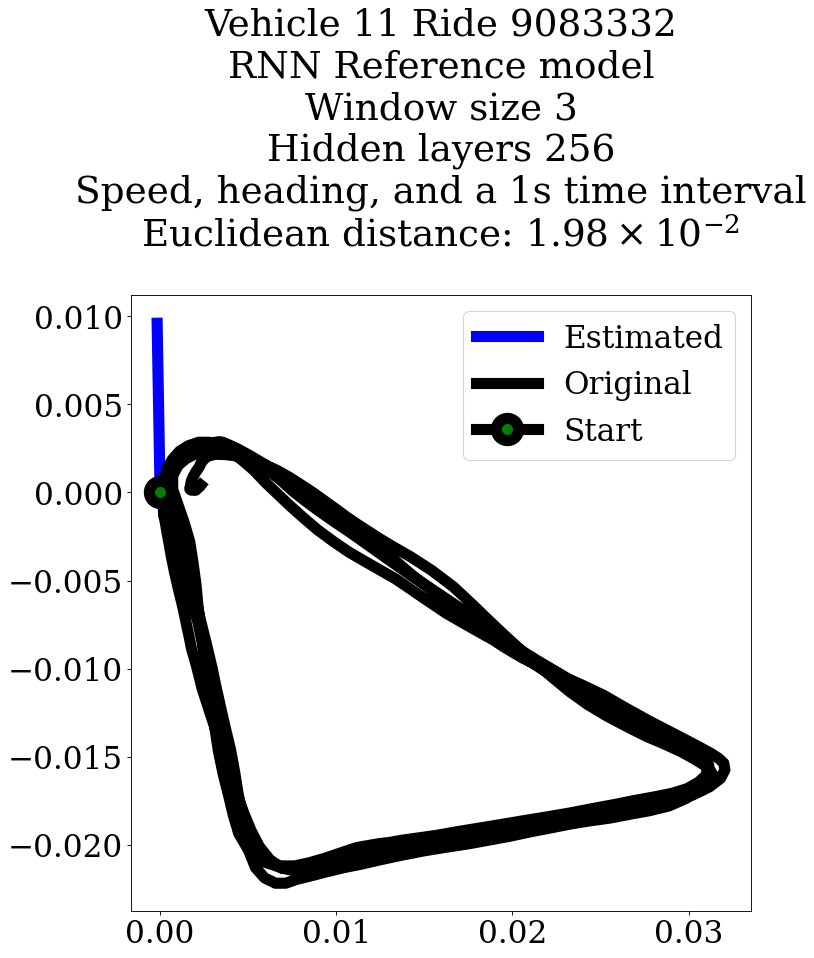 Vehicle 11 Ride 9083332
RNN Reference model
Window size 3
Hidden layers 256
Speed, heading, and a 1s time interval
Euclidean distance: 1.98 × 10⁻²
Estimated
Original
Start
0.010
0.005
0.000
−0.005
−0.010
−0.015
−0.020
0.00 0.01 0.02 0.03